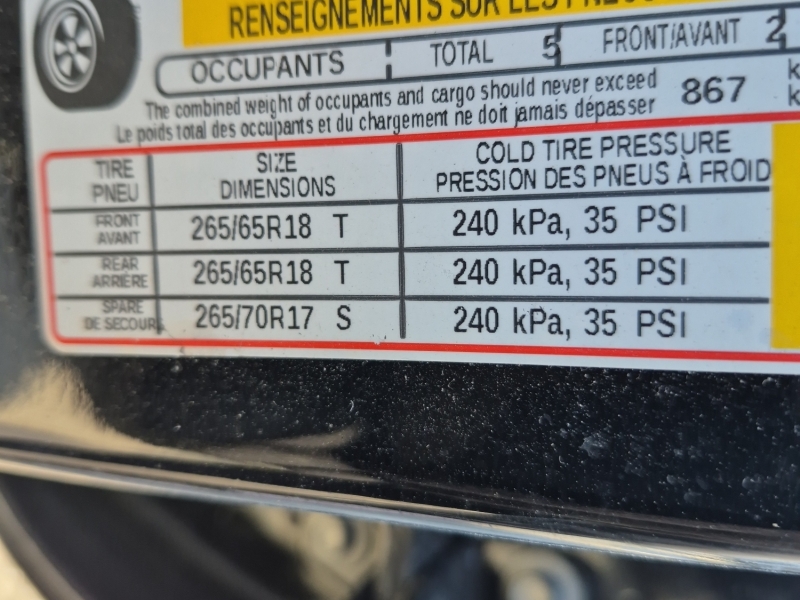 RENSEIGNEMENTS SUR LES PNEUS
OCCUPANTS TOTAL 5 FRONT/AVANT 2
The combined weight of occupants and cargo should never exceed 867 k
Le poids total des occupants et du chargement ne doit jamais dépasser k
TIRE SIZE COLD TIRE PRESSURE
PNEU DIMENSIONS PRESSION DES PNEUS À FROID
FRONT
AVANT 265/65R18 T 240 kPa, 35 PSI
REAR
ARRIÈRE 265/65R18 T 240 kPa, 35 PSI
SPARE
DE SECOURS 265/70R17 S 240 kPa, 35 PSI